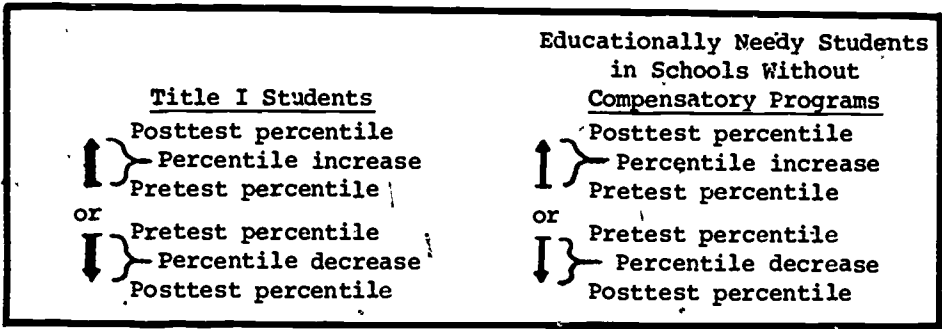 Title I Students
Posttest percentile
Percentile increase
Pretest percentile
or
Pretest percentile
Percentile decrease
Posttest percentile
Educationally Needy Students
in Schools Without
Compensatory Programs
Posttest percentile
Percentile increase
Pretest percentile
or
Pretest percentile
Percentile decrease
Posttest percentile